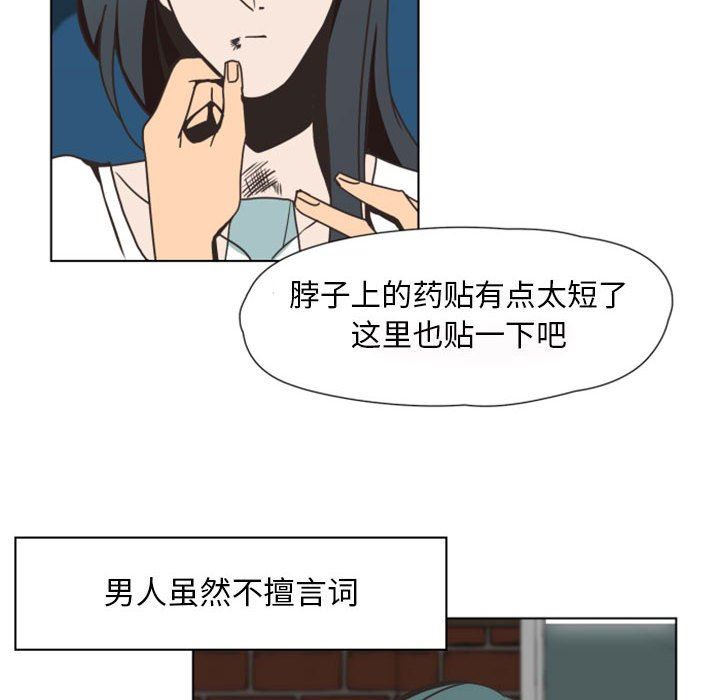 脖子上的药贴有点太短了
这里也贴一下吧
男人虽然不擅言词